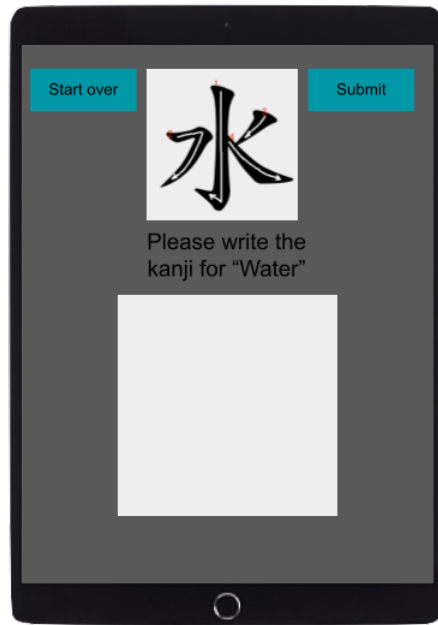 Start over
水
Submit
Please write the
kanji for “Water”